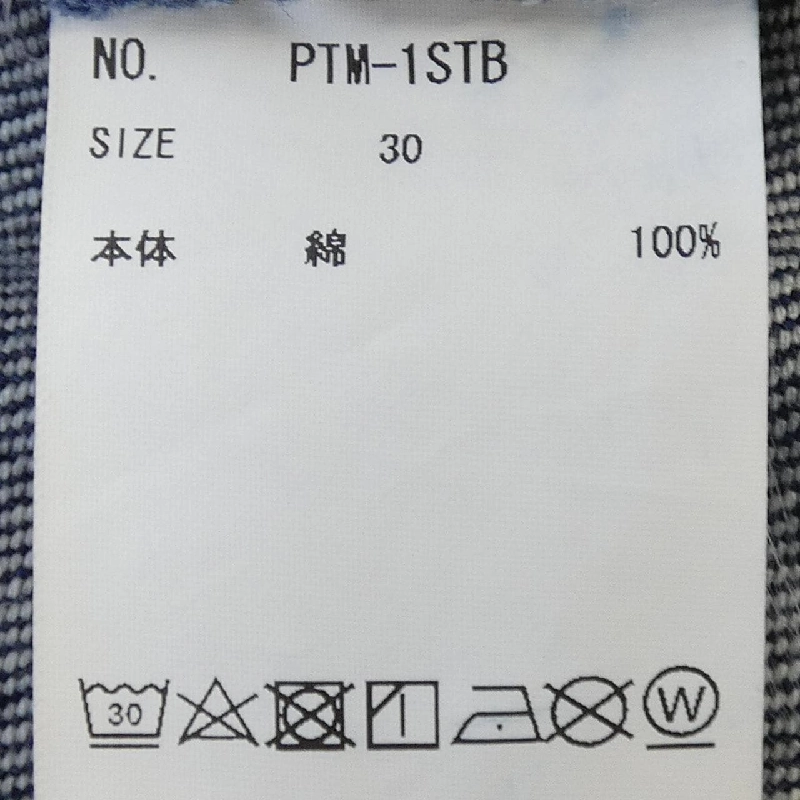 NO. PTM-1STB
SIZE 30
本体 綿 100%
30 W